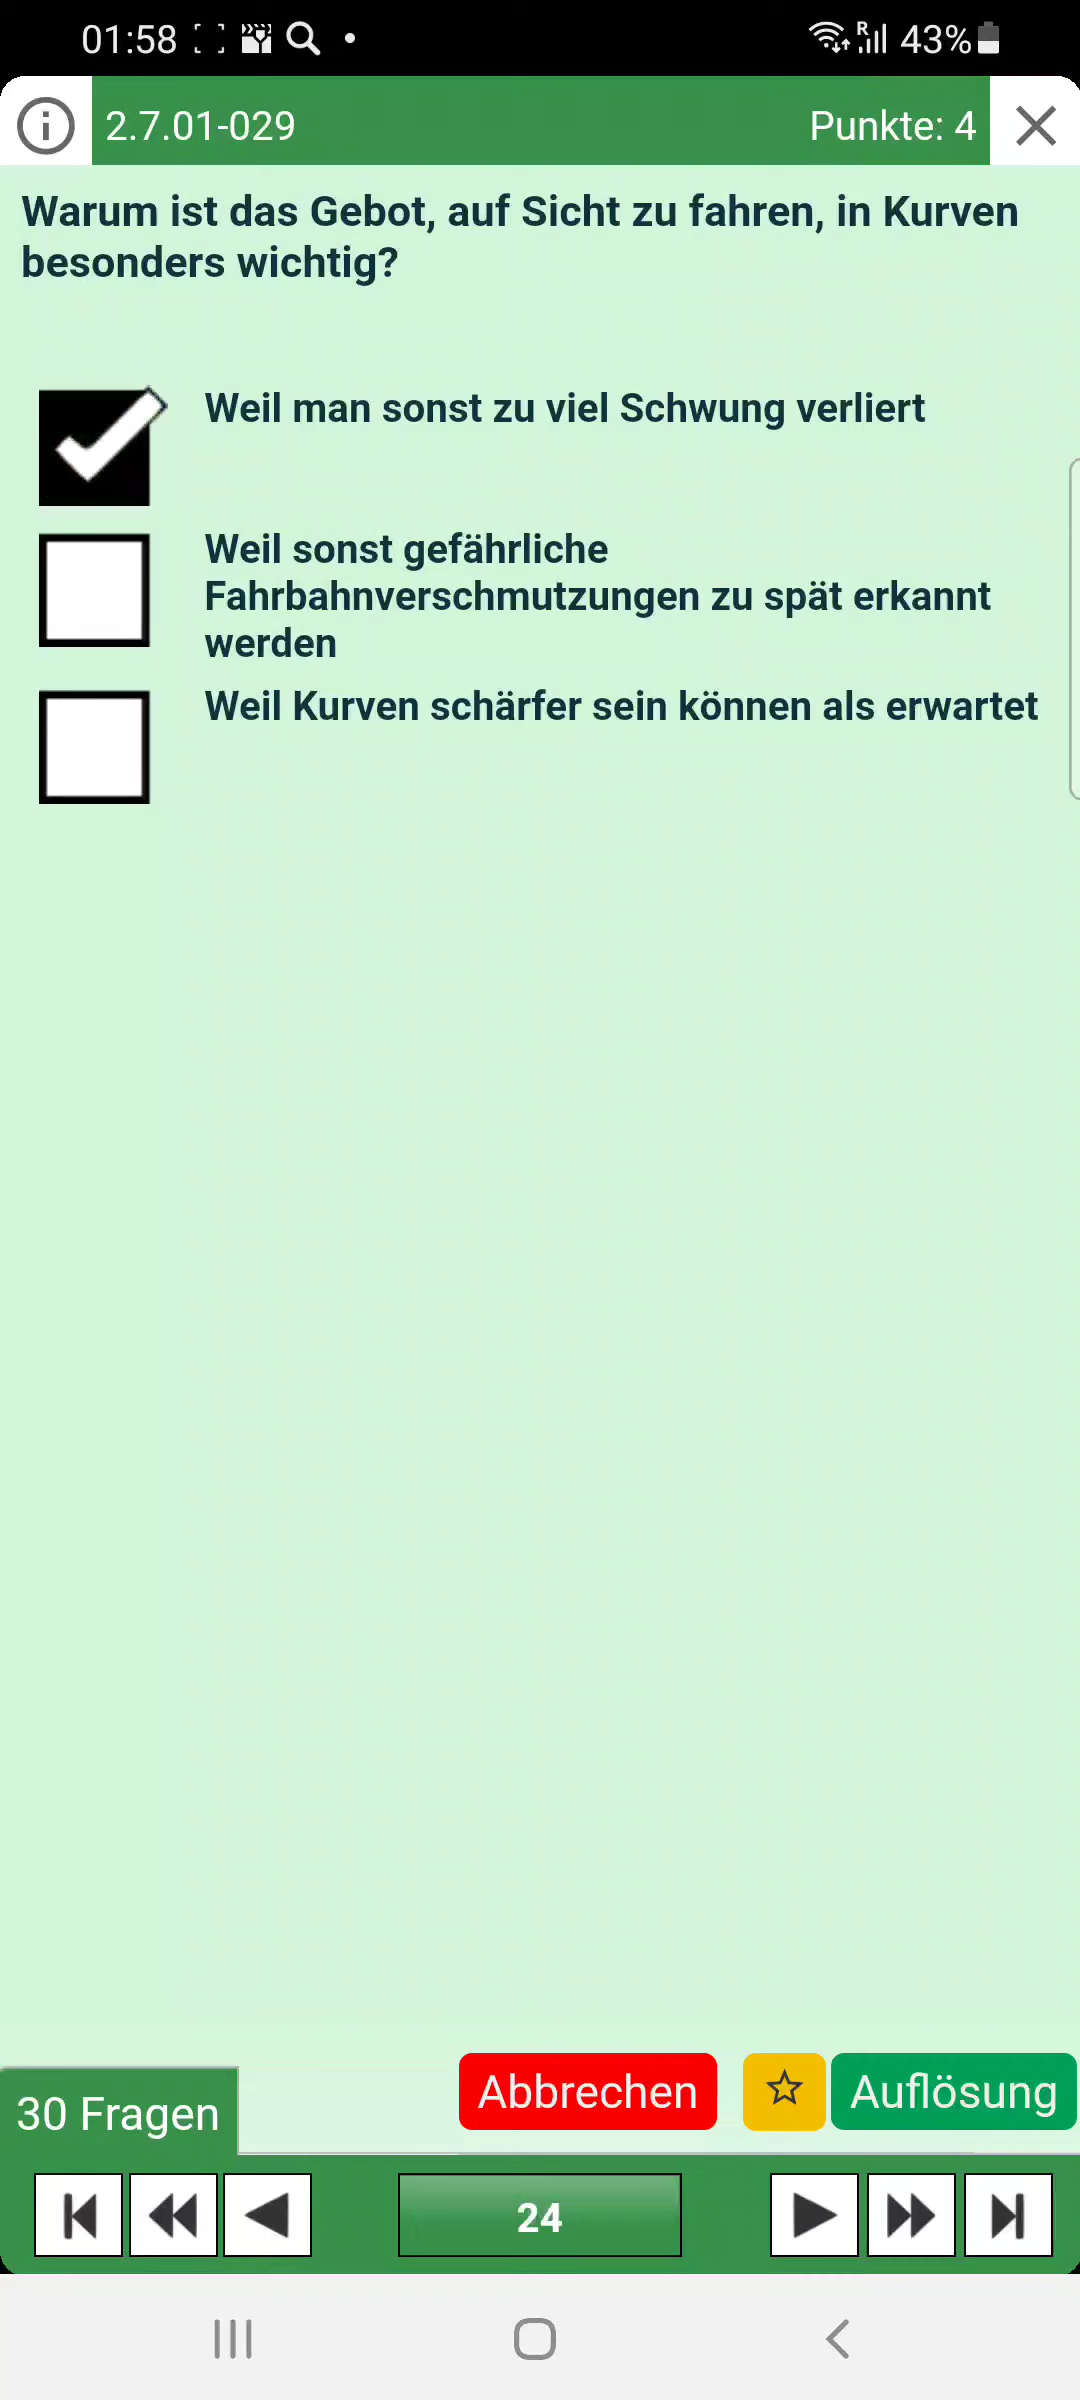 01:58 43%
2.7.01-029 Punkte: 4
Warum ist das Gebot, auf Sicht zu fahren, in Kurven
besonders wichtig?
Weil man sonst zu viel Schwung verliert
Weil sonst gefährliche
Fahrbahnverschmutzungen zu spät erkannt
werden
Weil Kurven schärfer sein können als erwartet
Abbrechen Auflösung
30 Fragen
24